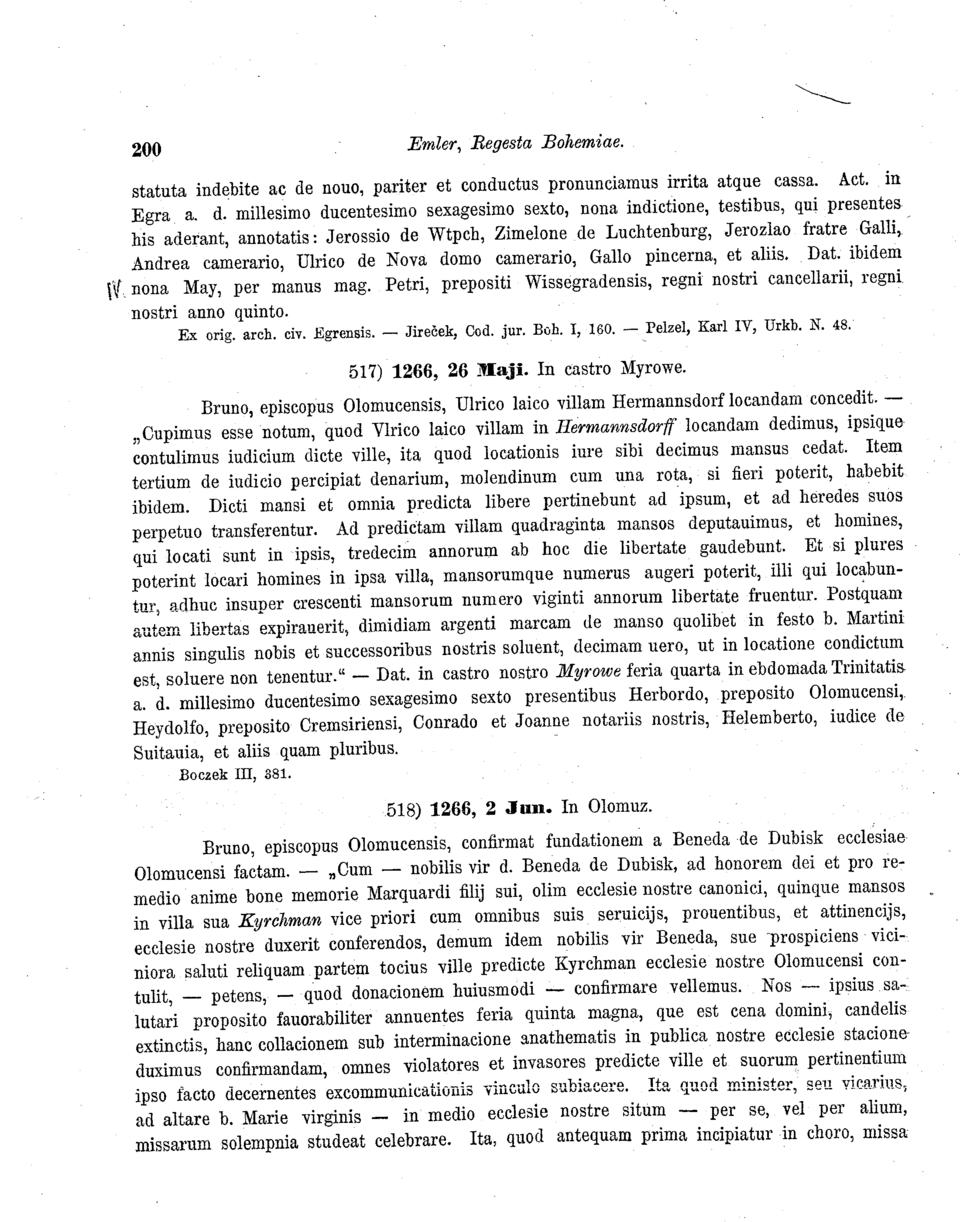 200
Emler, Regesta Bohemiae.
statuta indebite ac de nouo, pariter et conductus pronunciamus irrita atque cassa. Act. in
Egra a. d. millesimo ducentesimo sexagesimo sexto, nona indictione, testibus, qui presentes
his aderant, annotatis: Jerossio de Wtpch, Zimelone de Luchtenburg, Jerozlao fratre Galli,
Andrea camerario, Ulrico de Nova domo camerario, Gallo pincerna, et aliis. Dat. ibidem
nona May, per manus mag. Petri, prepositi Wissegradensis, regni nostri cancellarii, regni
nostri anno quinto.
Ex orig. arch. civ. Egrensis. — Jireček, Cod. jur. Boh. I, 160. — Pelzel, Karl IV, Urkb. N. 48.
517) 1266, 26 Maji. In castro Myrowe.
Bruno, episcopus Olomucensis, Ulrico laico villam Hermannsdorf locandam concedit. —
„Cupimus esse notum, quod Vlrico laico villam in Hermannsdorff locandam dedimus, ipsique
contulimus iudicium dicte ville, ita quod locationis iure sibi decimus mansus cedat. Item
tertium de iudicio percipiat denarium, molendinum cum una rota, si fieri poterit, habebit
ibidem. Dicti mansi et omnia predicta libere pertinebunt ad ipsum, et ad heredes suos
perpetuo transferentur. Ad predictam villam quadraginta mansos deputauimus, et homines,
qui locati sunt in ipsis, tredecim annorum ab hoc die libertate gaudebunt. Et si plures
poterint locari homines in ipsa villa, mansorumque numerus augeri poterit, illi qui locabun-
tur, adhuc insuper crescenti mansorum numero viginti annorum libertate fruentur. Postquam
autem libertas expirauerit, dimidiam argenti marcam de manso quolibet in festo b. Martini
annis singulis nobis et successoribus nostris soluent, decimam uero, ut in locatione condictum
est, soluere non tenentur.“ — Dat. in castro nostro Myrowe feria quarta in ebdomada Trinitatis
a. d. millesimo ducentesimo sexagesimo sexto presentibus Herbordo, preposito Olomucensi,
Heydolfo, preposito Cremsiriensi, Conrado et Joanne notariis nostris, Helemberto, iudice de
Suitauia, et aliis quam pluribus.
Boczek III, 381.
518) 1266, 2 Jun. In Olomuz.
Bruno, episcopus Olomucensis, confirmat fundationem a Beneda de Dubisk ecclesiae
Olomucensi factam. — „Cum — nobilis vir d. Beneda de Dubisk, ad honorem dei et pro re-
medio anime bone memorie Marquardi filij sui, olim ecclesie nostre canonici, quinque mansos
in villa sua Kyrchman vice priori cum omnibus suis seruicijs, prouentibus, et attinencijs,
ecclesie nostre duxerit conferendos, demum idem nobilis vir Beneda, sue prospiciens vici-
niora saluti reliquam partem tocius ville predicte Kyrchman ecclesie nostre Olomucensi con-
tulit, — petens, — quod donacionem huiusmodi — confirmare vellemus. Nos — ipsius sa-
lutari proposito fauorabiliter annuentes feria quinta magna, que est cena domini, candelis
extinctis, hanc collacionem sub interminacione anathematis in publica nostre ecclesie stacione
duximus confirmandam, omnes violatores et invasores predicte ville et suorum pertinentium
ipso facto decernentes excommunicationis vinculo subiacere. Ita quod minister, seu vicarius,
ad altare b. Marie virginis — in medio ecclesie nostre situm — per se, vel per alium,
missarum solempnia studeat celebrare. Ita, quod antequam prima incipiatur in choro, missa